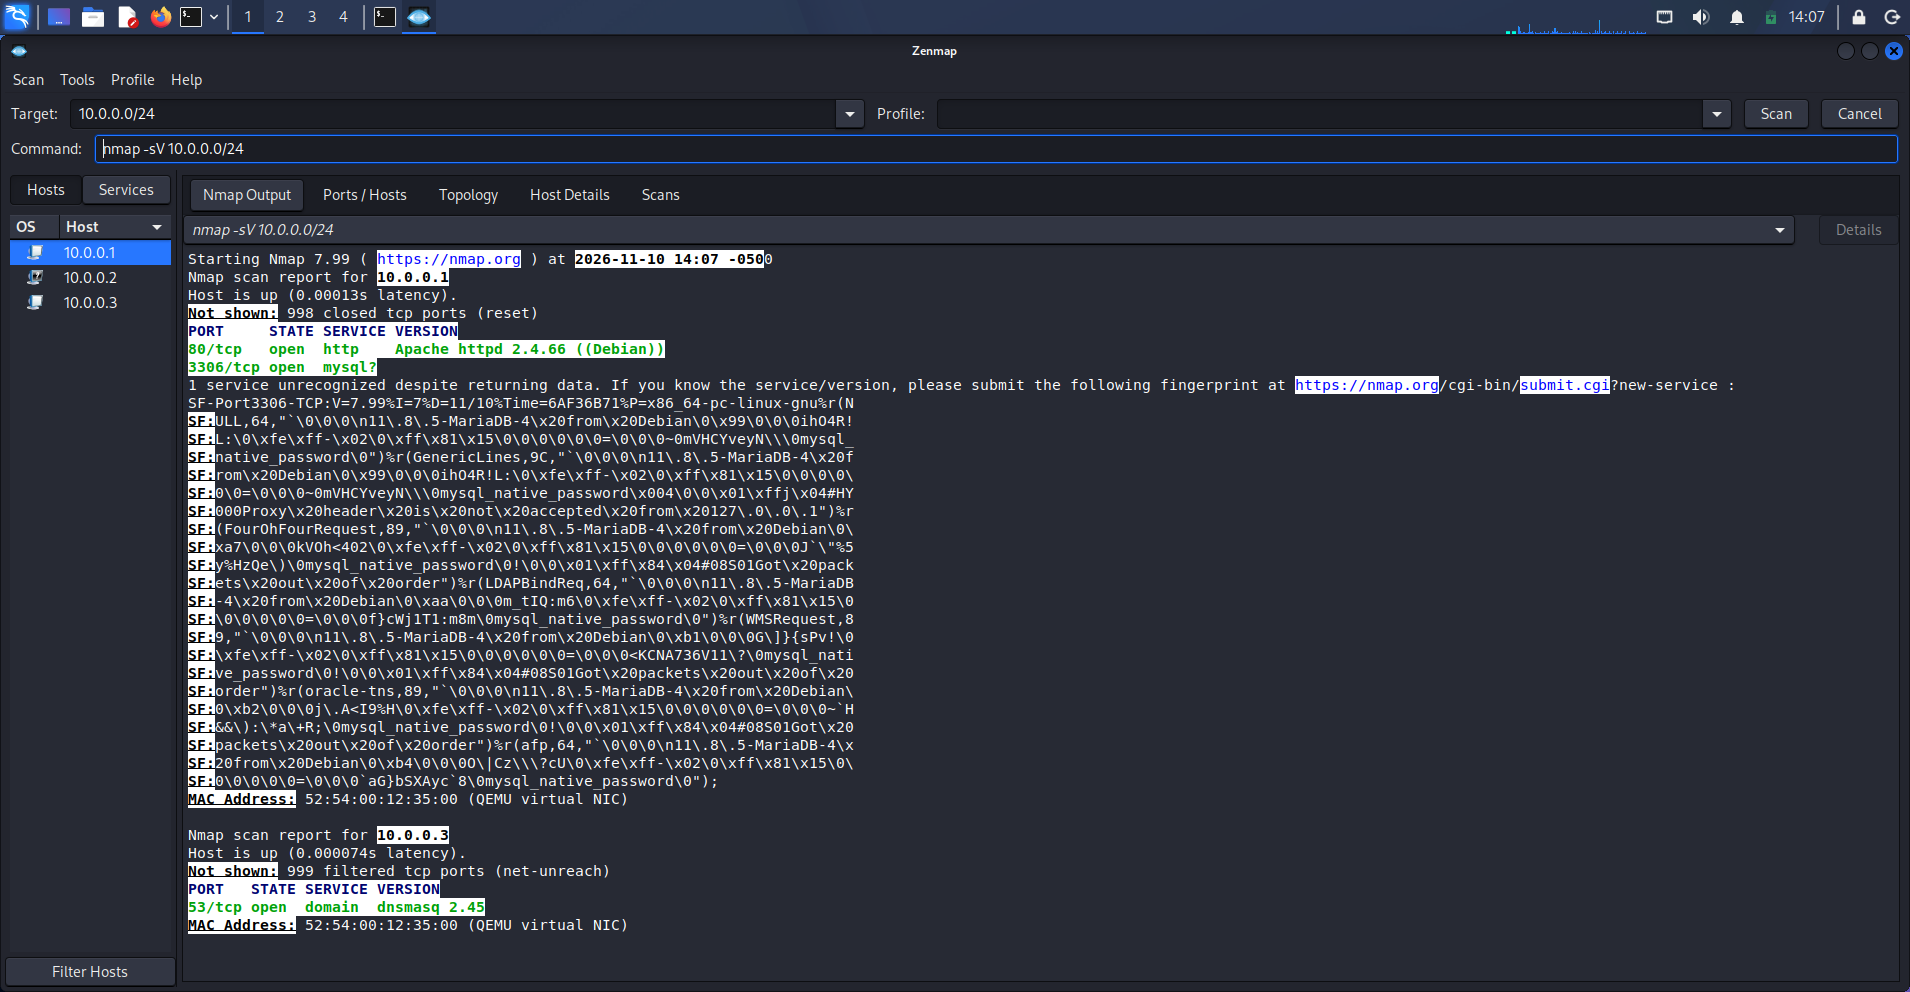 1 2 3 4 14:07
Zenmap
Scan Tools Profile Help
Target: 10.0.0.0/24 Profile: Scan Cancel
Command: nmap -sV 10.0.0.0/24
Hosts Services
Nmap Output Ports / Hosts Topology Host Details Scans
OS Host
nmap -sV 10.0.0.0/24 Details
10.0.0.1
10.0.0.2
10.0.0.3
Starting Nmap 7.99 ( https://nmap.org ) at 2026-11-10 14:07 -0500
Nmap scan report for 10.0.0.1
Host is up (0.00013s latency).
Not shown: 998 closed tcp ports (reset)
PORT     STATE SERVICE VERSION
80/tcp   open  http    Apache httpd 2.4.66 ((Debian))
3306/tcp open  mysql?
1 service unrecognized despite returning data. If you know the service/version, please submit the following fingerprint at https://nmap.org/cgi-bin/submit.cgi?new-service :
SF-Port3306-TCP:V=7.99%I=7%D=11/10%Time=6AF36B71%P=x86_64-pc-linux-gnu%r(N
SF:ULL,64,"`\0\0\0\n11\.8\.5-MariaDB-4\x20from\x20Debian\0\x99\0\0\0ihO4R!
SF:L:\0\xfe\xff-\x02\0\xff\x81\x15\0\0\0\0\0\0=\0\0\0~0mVHCYveyN\\\0mysql_
SF:native_password\0")%r(GenericLines,9C,"`\0\0\0\n11\.8\.5-MariaDB-4\x20f
SF:rom\x20Debian\0\x99\0\0\0ihO4R!L:\0\xfe\xff-\x02\0\xff\x81\x15\0\0\0\0\
SF:0\0=\0\0\0~0mVHCYveyN\\\0mysql_native_password\x004\0\0\x01\xffj\x04#HY
SF:000Proxy\x20header\x20is\x20not\x20accepted\x20from\x20127\.0\.0\.1")%r
SF:(FourOhFourRequest,89,"`\0\0\0\n11\.8\.5-MariaDB-4\x20from\x20Debian\0\
SF:xa7\0\0\0kVOh<402\0\xfe\xff-\x02\0\xff\x81\x15\0\0\0\0\0\0=\0\0\0J`\"%5
SF:y%HzQe\)\0mysql_native_password\0!\0\0\x01\xff\x84\x04#08S01Got\x20pack
SF:ets\x20out\x20of\x20order")%r(LDAPBindReq,64,"`\0\0\0\n11\.8\.5-MariaDB
SF:-4\x20from\x20Debian\0\xaa\0\0\0m_tIQ:m6\0\xfe\xff-\x02\0\xff\x81\x15\0
SF:\0\0\0\0\0=\0\0\0f}cWj1T1:m8m\0mysql_native_password\0")%r(WMSRequest,8
SF:9,"`\0\0\0\n11\.8\.5-MariaDB-4\x20from\x20Debian\0\xb1\0\0\0G\]}{sPv!\0
SF:\xfe\xff-\x02\0\xff\x81\x15\0\0\0\0\0\0=\0\0\0<KCNA736V11\?\0mysql_nati
SF:ve_password\0!\0\0\x01\xff\x84\x04#08S01Got\x20packets\x20out\x20of\x20
SF:order")%r(oracle-tns,89,"`\0\0\0\n11\.8\.5-MariaDB-4\x20from\x20Debian\
SF:0\xb2\0\0\0j\.A<I9%H\0\xfe\xff-\x02\0\xff\x81\x15\0\0\0\0\0\0=\0\0\0~`H
SF:&&\):\*a\+R;\0mysql_native_password\0!\0\0\x01\xff\x84\x04#08S01Got\x20
SF:packets\x20out\x20of\x20order")%r(afp,64,"`\0\0\0\n11\.8\.5-MariaDB-4\x
SF:20from\x20Debian\0\xb4\0\0\0O\|Cz\\\?cU\0\xfe\xff-\x02\0\xff\x81\x15\0\
SF:0\0\0\0\0=\0\0\0`aG}bSXAyc`8\0mysql_native_password\0");
MAC Address: 52:54:00:12:35:00 (QEMU virtual NIC)
Nmap scan report for 10.0.0.3
Host is up (0.000074s latency).
Not shown: 999 filtered tcp ports (net-unreach)
PORT   STATE SERVICE VERSION
53/tcp open  domain  dnsmasq 2.45
MAC Address: 52:54:00:12:35:00 (QEMU virtual NIC)
Filter Hosts